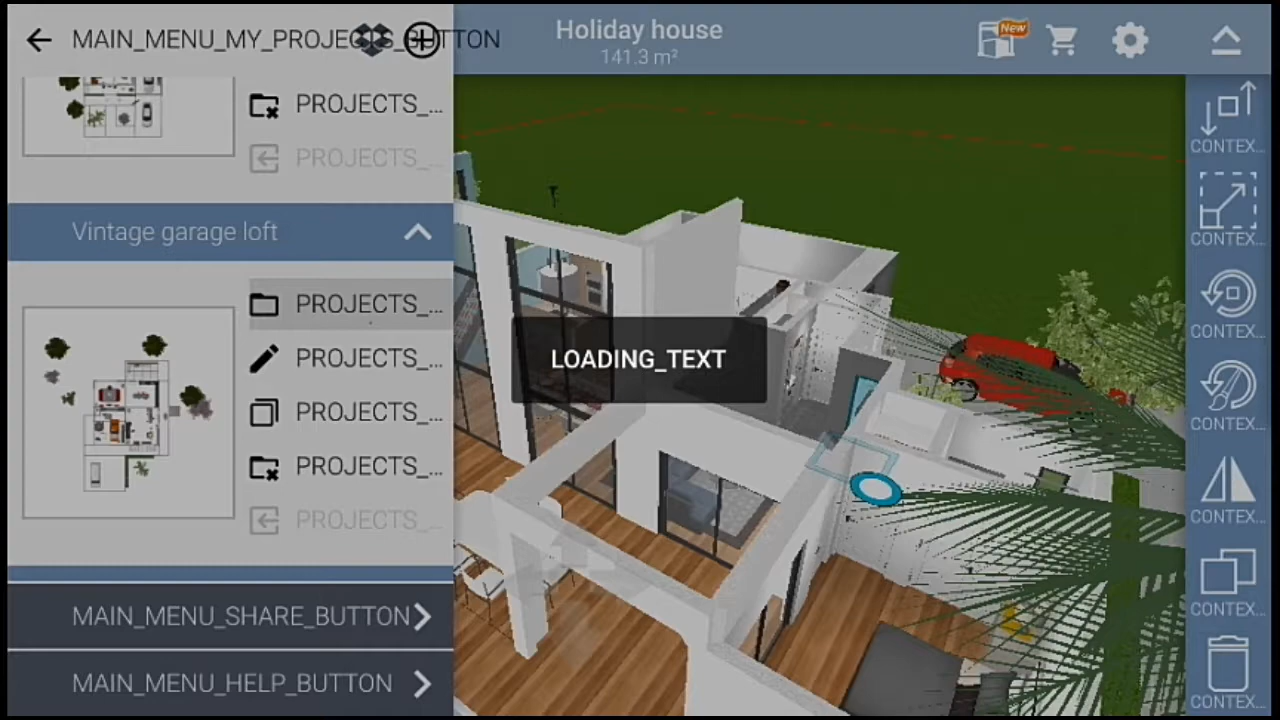 MAIN_MENU_MY_PROJECTS_BUTTON
Holiday house
141.3 m²
New
PROJECTS_...
PROJECTS_...
Vintage garage loft
PROJECTS_...
PROJECTS_...
PROJECTS_...
PROJECTS_...
PROJECTS_...
MAIN_MENU_SHARE_BUTTON
MAIN_MENU_HELP_BUTTON
LOADING_TEXT
CONTEX...
CONTEX...
CONTEX...
CONTEX...
CONTEX...
CONTEX...
CONTEX...